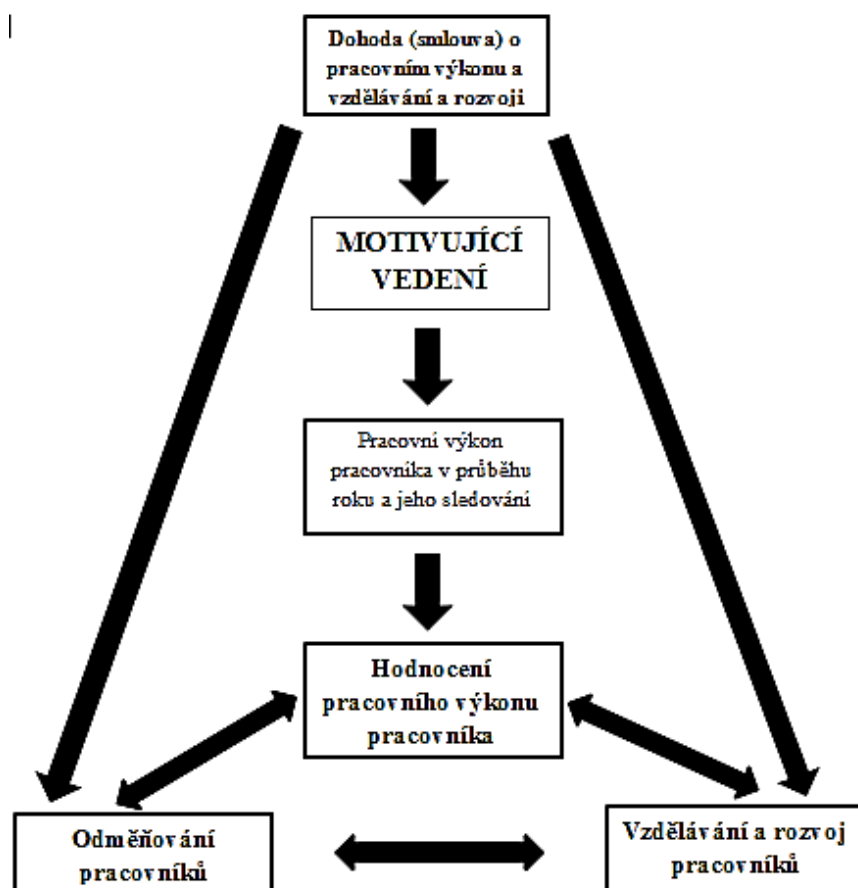 Dohoda (smlouva) o
pracovním výkonu a
vzdělávání a rozvoji
MOTIVUJÍCÍ
VEDENÍ
Pracovní výkon
pracovníka v průběhu
roku a jeho sledování
Hodnocení
pracovního výkonu
pracovníka
Odměňování
pracovníků
Vzdělávání a rozvoj
pracovníků